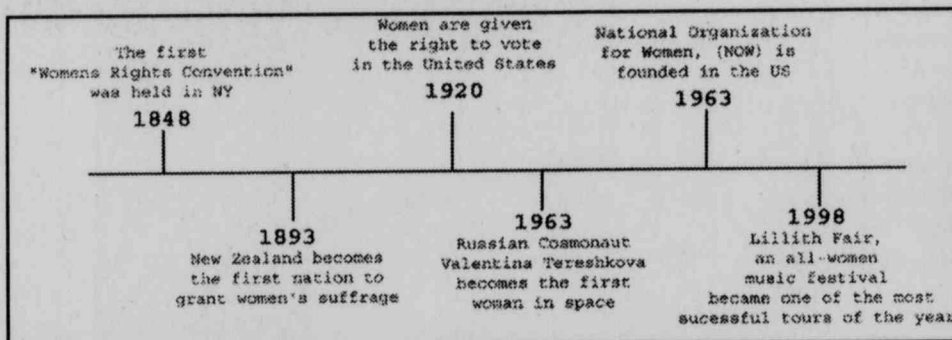 The first
"Womens Rights Convention"
was held in NY
1848
New Zealand becomes
the first nation to
grant women's suffrage
1893
Women are given
the right to vote
in the United States
1920
1963
Russian Cosmonaut
Valentina Tereshkova
becomes the first
woman in space
National Organization
for Women, (NOW) is
founded in the US
1963
1998
Lillith Fair,
an all-women
music festival
became one of the most
sucessful tours of the year